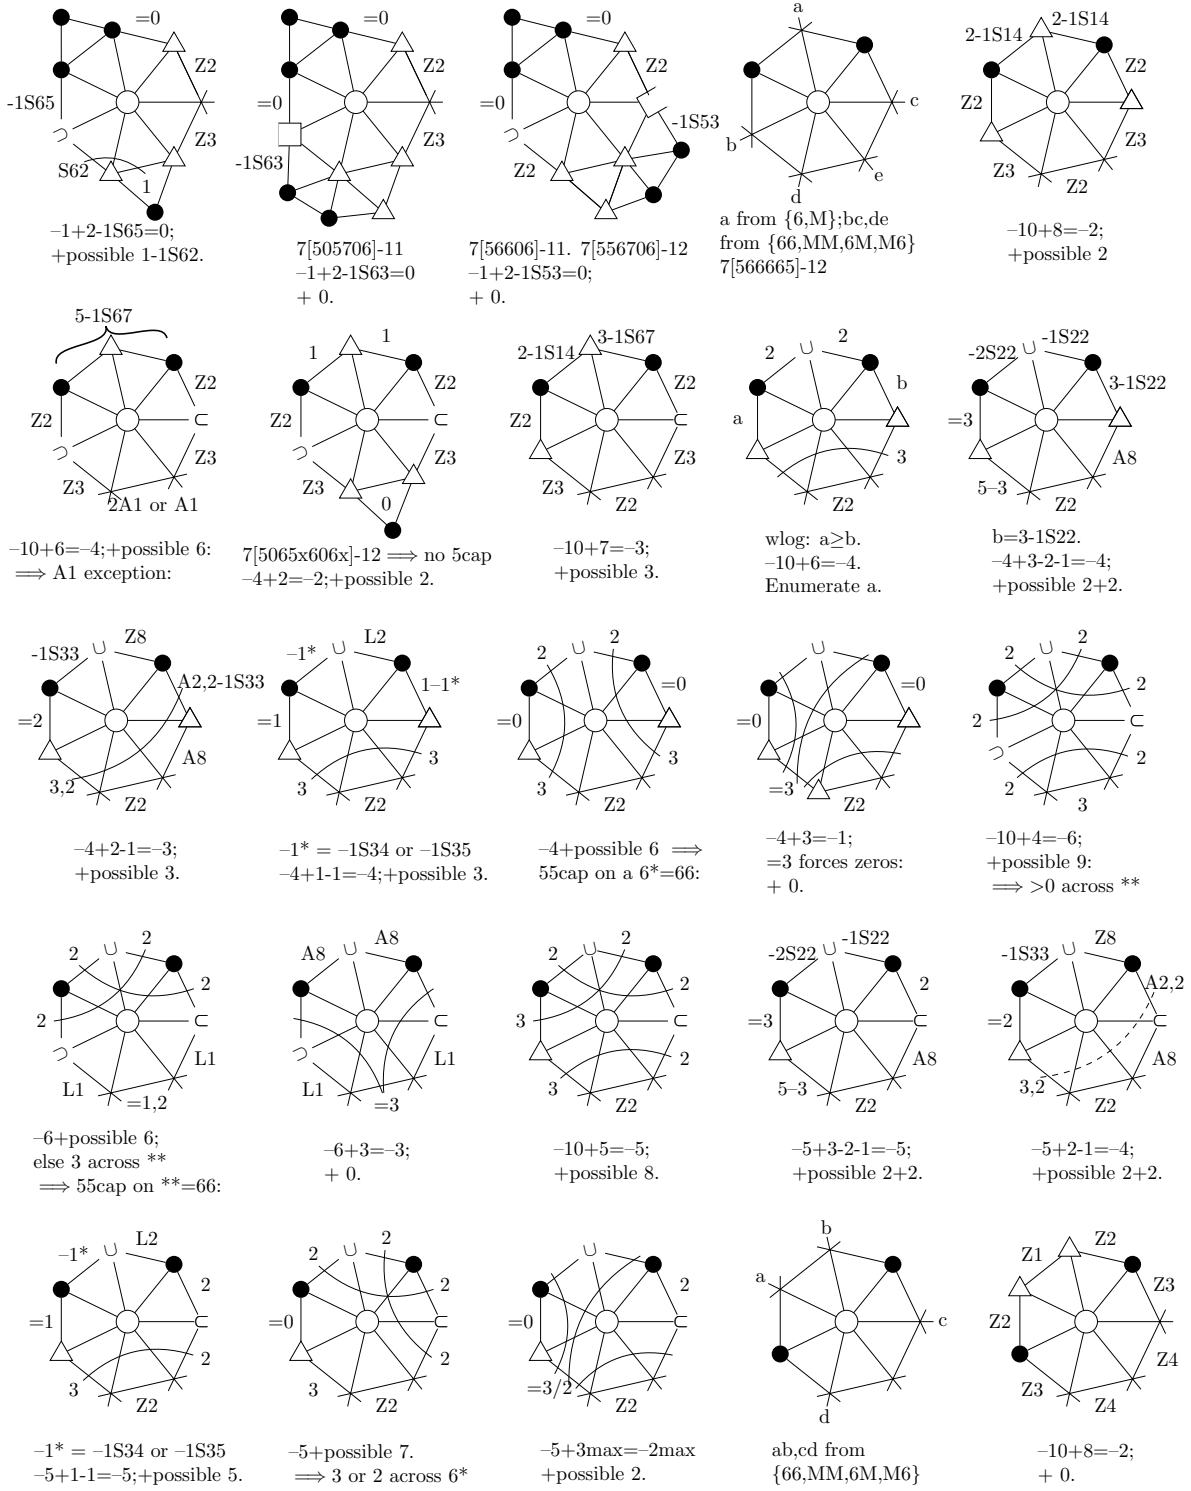 =0
Z2
-1S65
Z3
S62
1
–1+2-1S65=0;
+possible 1-1S62.
=0
Z2
=0
Z3
-1S63
7[505706]-11
–1+2-1S63=0
+ 0.
=0
Z2
=0
-1S53
Z2
7[56606]-11. 7[556706]-12
–1+2-1S53=0;
+ 0.
a
c
b
e
d
a from {6,M};bc,de
from {66,MM,6M,M6}
7[566665]-12
2-1S14
2-1S14
Z2
Z2
Z3
Z3
Z2
–10+8=–2;
+possible 2
5-1S67
Z2
Z2
Z3
Z3
2A1 or A1
–10+6=–4;+possible 6:
⟹ A1 exception:
1
1
Z2
Z2
Z3
Z3
0
7[5065x606x]-12 ⟹ no 5cap
–4+2=–2;+possible 2.
3-1S67
2-1S14
Z2
Z2
Z3
Z3
Z2
–10+7=–3;
+possible 3.
2
2
b
a
3
Z2
wlog: a≥b.
–10+6=–4.
Enumerate a.
-1S22
-2S22
3-1S22
=3
A8
5–3
Z2
b=3-1S22.
–4+3-2-1=–4;
+possible 2+2.
Z8
-1S33
A2,2-1S33
=2
A8
3,2
Z2
–4+2-1=–3;
+possible 3.
L2
–1*
1–1*
=1
3
3
Z2
–1* = –1S34 or –1S35
–4+1-1=–4;+possible 3.
2
2
=0
=0
3
3
Z2
–4+possible 6 ⟹
55cap on a 6*=66:
=0
=0
=3
Z2
–4+3=–1;
=3 forces zeros:
+ 0.
2
2
2
2
2
2
3
–10+4=–6;
+possible 9:
⟹ >0 across **
2
2
2
2
L1
L1
=1,2
–6+possible 6;
else 3 across **
⟹ 55cap on **=66:
A8
A8
L1
L1
=3
–6+3=–3;
+ 0.
2
2
2
3
2
3
Z2
–10+5=–5;
+possible 8.
-1S22
-2S22
2
=3
A8
5–3
Z2
–5+3-2-1=–5;
+possible 2+2.
Z8
-1S33
A2,2
=2
A8
3,2
Z2
–5+2-1=–4;
+possible 2+2.
L2
–1*
2
=1
2
3
Z2
–1* = –1S34 or –1S35
–5+1-1=–5;+possible 5.
2
2
2
=0
2
3
Z2
–5+possible 7.
⟹ 3 or 2 across 6*
2
=0
2
=3/2
Z2
–5+3max=–2max
+possible 2.
b
a
c
d
ab,cd from
{66,MM,6M,M6}
Z2
Z1
Z3
Z2
Z4
Z3
Z4
–10+8=–2;
+ 0.